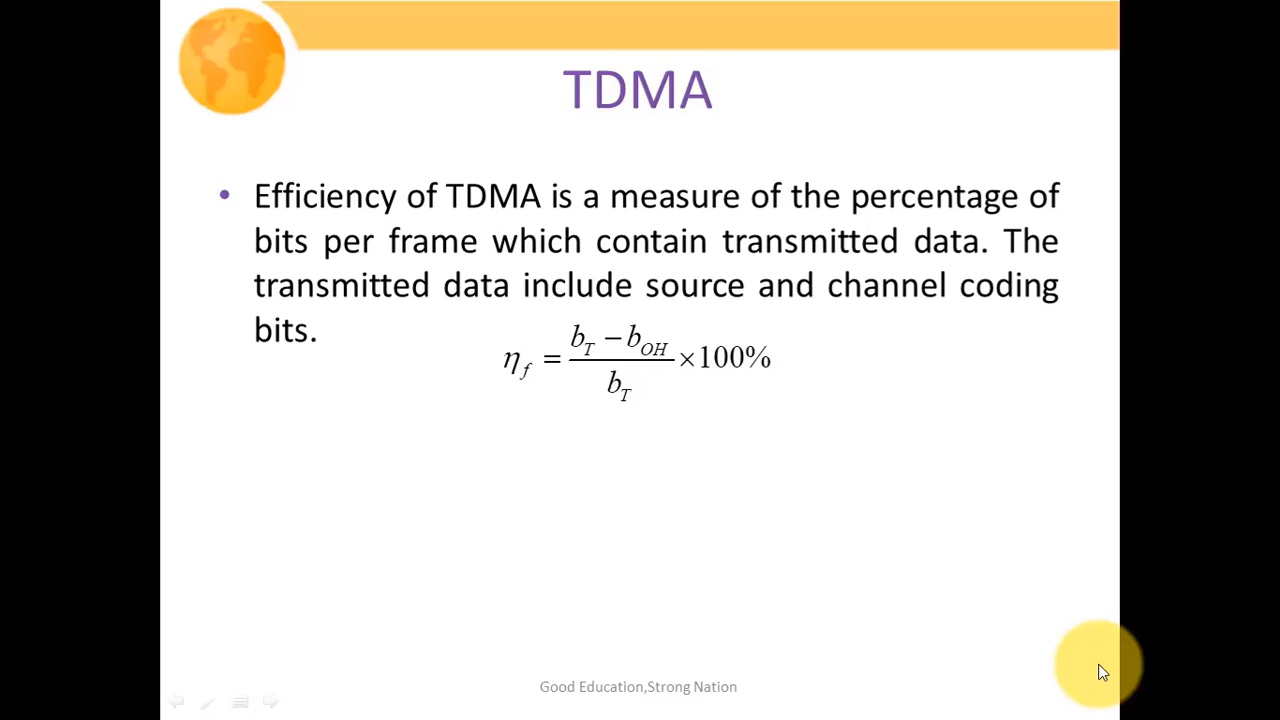 TDMA
• Efficiency of TDMA is a measure of the percentage of
bits per frame which contain transmitted data. The
transmitted data include source and channel coding
bits.
η_f = (b_T − b_OH) / b_T ×100%
Good Education,Strong Nation